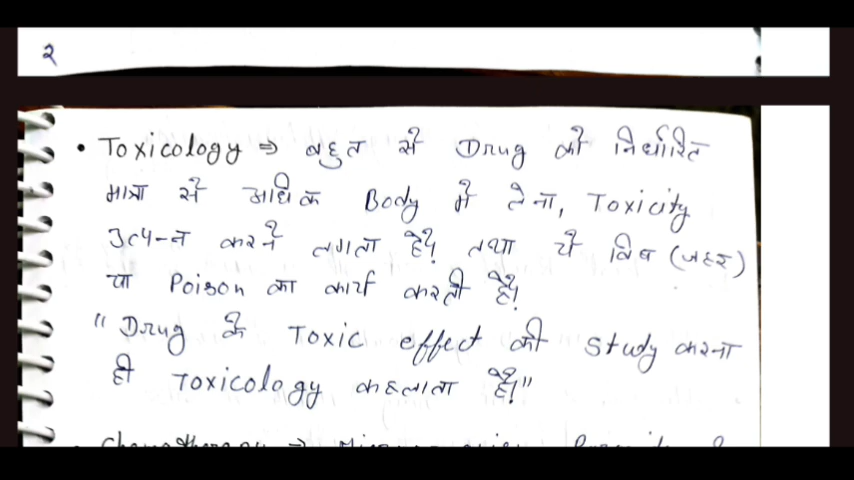 २
• Toxicology ⇒ बहुत से Drug को निर्धारित
मात्रा से अधिक Body में लेना, Toxicity
उत्पन्न करने लगता है। तथा ये विष (जहर)
या Poison का कार्य करती है।
"Drug के Toxic effect की study करना
ही Toxicology कहलाता है।"